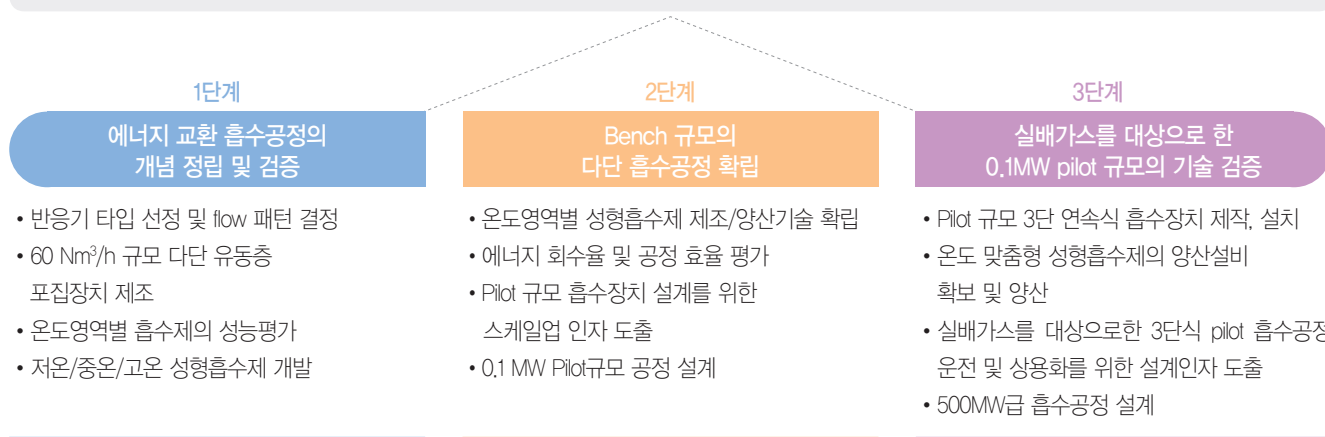 1단계
에너지 교환 흡수공정의
개념 정립 및 검증
• 반응기 타입 선정 및 flow 패턴 결정
• 60 Nm³/h 규모 다단 유동층
포집장치 제조
• 온도영역별 흡수제의 성능평가
• 저온/중온/고온 성형흡수제 개발
2단계
Bench 규모의
다단 흡수공정 확립
• 온도영역별 성형흡수제 제조/양산기술 확립
• 에너지 회수율 및 공정 효율 평가
• Pilot 규모 흡수장치 설계를 위한
스케일업 인자 도출
• 0.1 MW Pilot규모 공정 설계
3단계
실배가스를 대상으로 한
0.1MW pilot 규모의 기술 검증
• Pilot 규모 3단 연속식 흡수장치 제작, 설치
• 온도 맞춤형 성형흡수제의 양산설비
확보 및 양산
• 실배가스를 대상으로한 3단식 pilot 흡수공정
운전 및 상용화를 위한 설계인자 도출
• 500MW급 흡수공정 설계